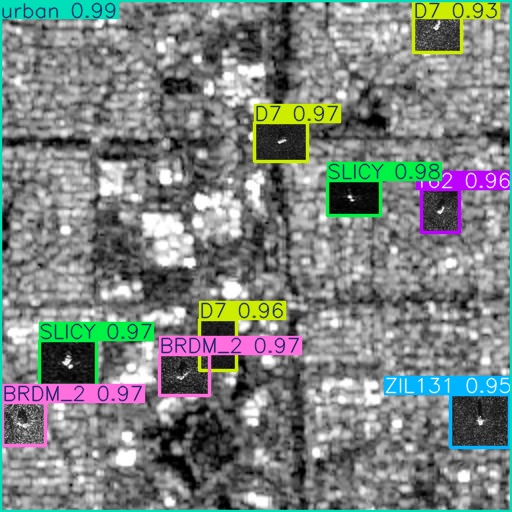 urban 0.99
D7 0.93
D7 0.97
SLICY 0.98
T62 0.96
D7 0.96
SLICY 0.97
BRDM_2 0.97
ZIL131 0.95
BRDM_2 0.97